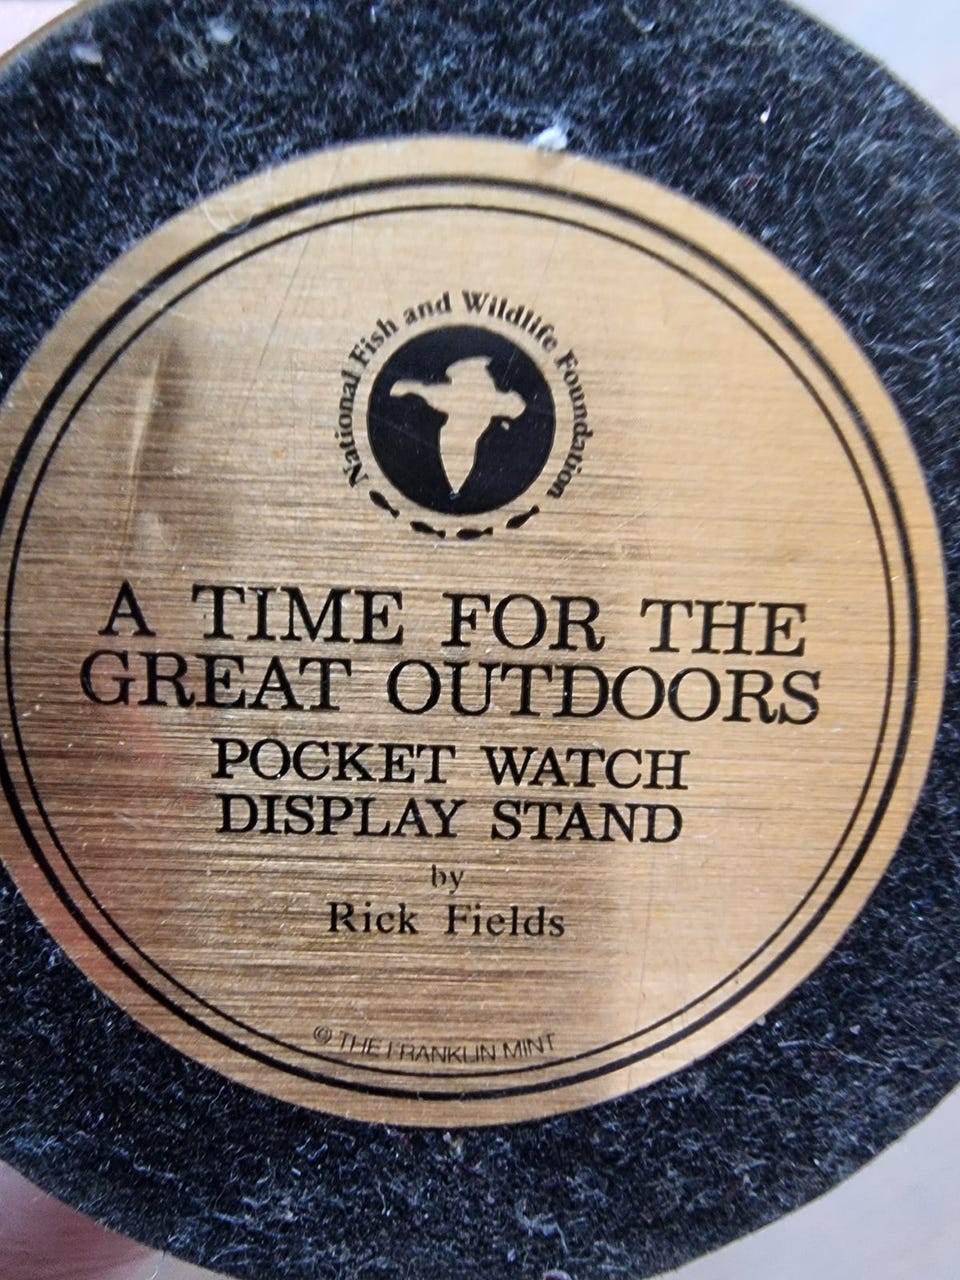 National Fish and Wildlife Foundation
A TIME FOR THE
GREAT OUTDOORS
POCKET WATCH
DISPLAY STAND
by
Rick Fields
© THE FRANKLIN MINT